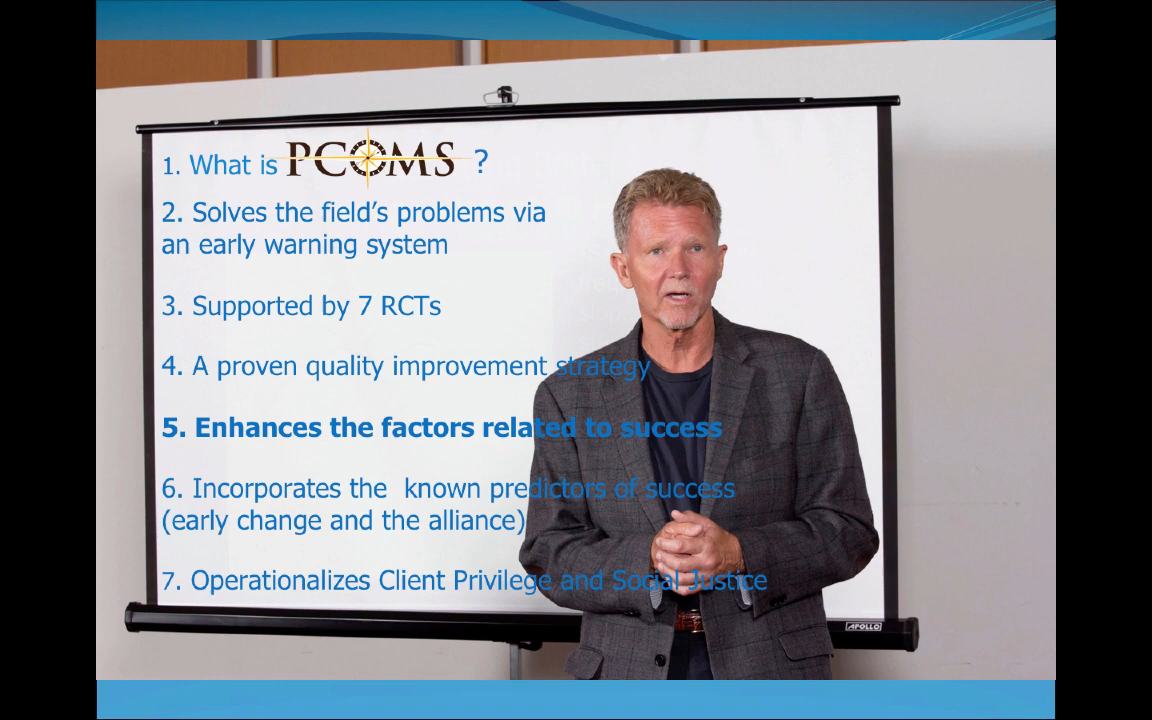 1. What is PCOMS ?
2. Solves the field's problems via
an early warning system
3. Supported by 7 RCTs
4. A proven quality improvement strategy
5. Enhances the factors related to success
6. Incorporates the  known predictors of success
(early change and the alliance)
7. Operationalizes Client Privilege and Social Justice
APOLLO